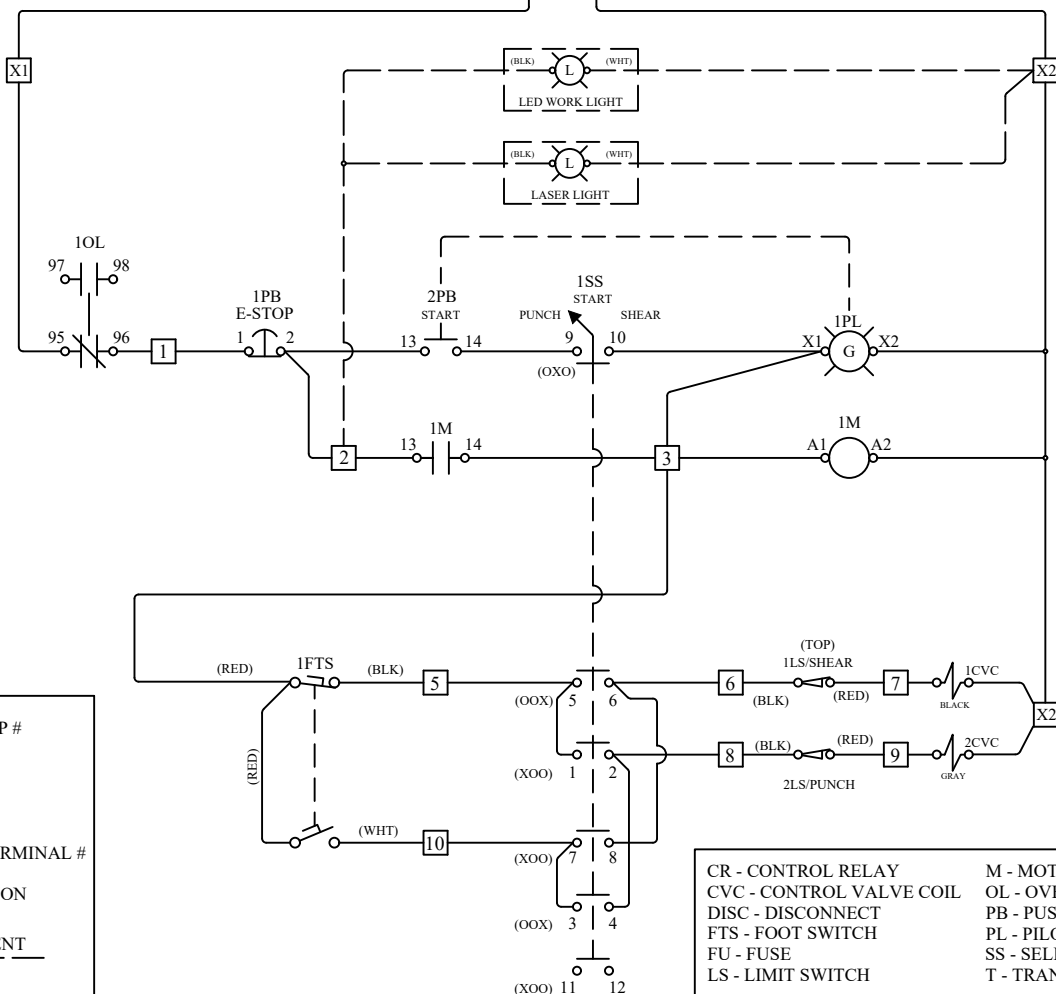 X1
(BLK) L (WHT)
LED WORK LIGHT
X2
(BLK) L (WHT)
LASER LIGHT
1OL
97 98
1PB
E-STOP
2PB
START
1SS
START
PUNCH SHEAR
1PL
95 96
1
1 2
13 14
9 10
(OXO)
X1 G X2
1M
1M
2
13 14
3
A1 A2
(RED)
1FTS
(BLK)
5
(OOX) 5 6
6
(TOP)
1LS/SHEAR
(BLK) (RED)
7
1CVC
BLACK
X2
(RED)
(XOO) 1 2
8
(BLK) (RED)
2LS/PUNCH
9
2CVC
GRAY
(WHT)
10
(XOO) 7 8
(OOX) 3 4
(XOO) 11 12
P #
RMINAL #
ON
ENT
CR - CONTROL RELAY
CVC - CONTROL VALVE COIL
DISC - DISCONNECT
FTS - FOOT SWITCH
FU - FUSE
LS - LIMIT SWITCH
M - MOT
OL - OVE
PB - PUS
PL - PILO
SS - SELE
T - TRAN